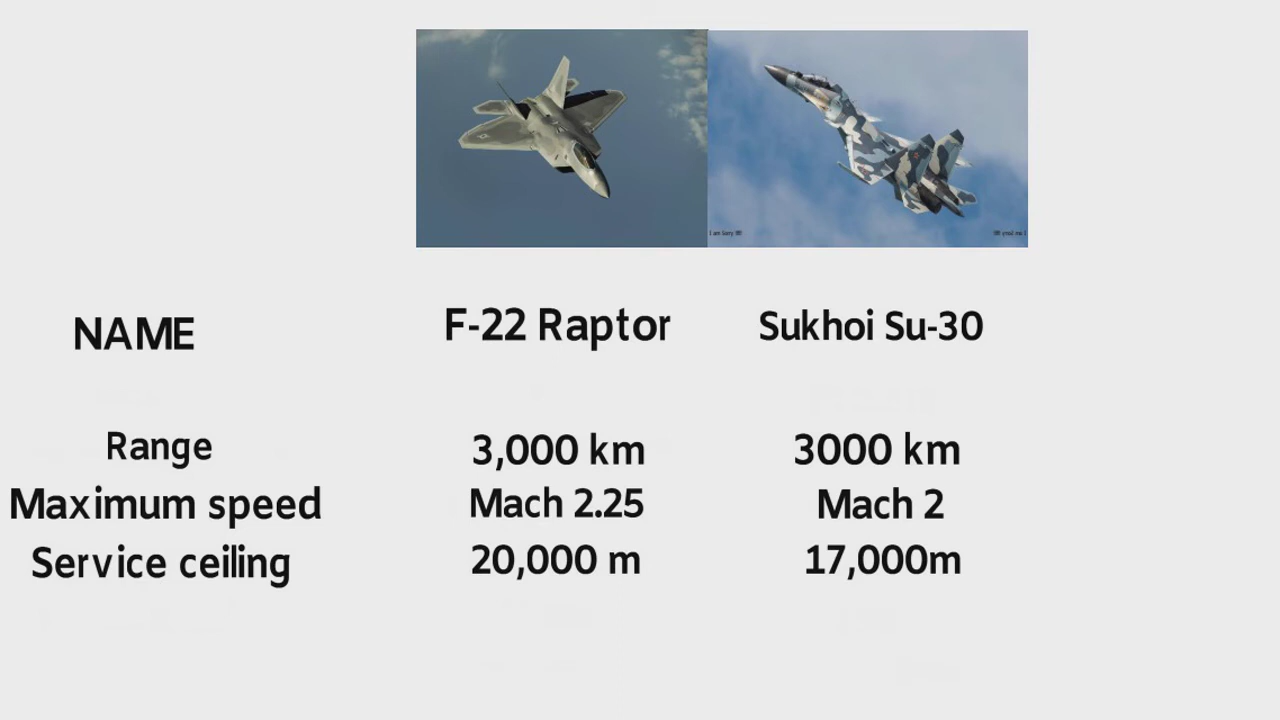 NAME F-22 Raptor Sukhoi Su-30
Range 3,000 km 3000 km
Maximum speed Mach 2.25 Mach 2
Service ceiling 20,000 m 17,000m